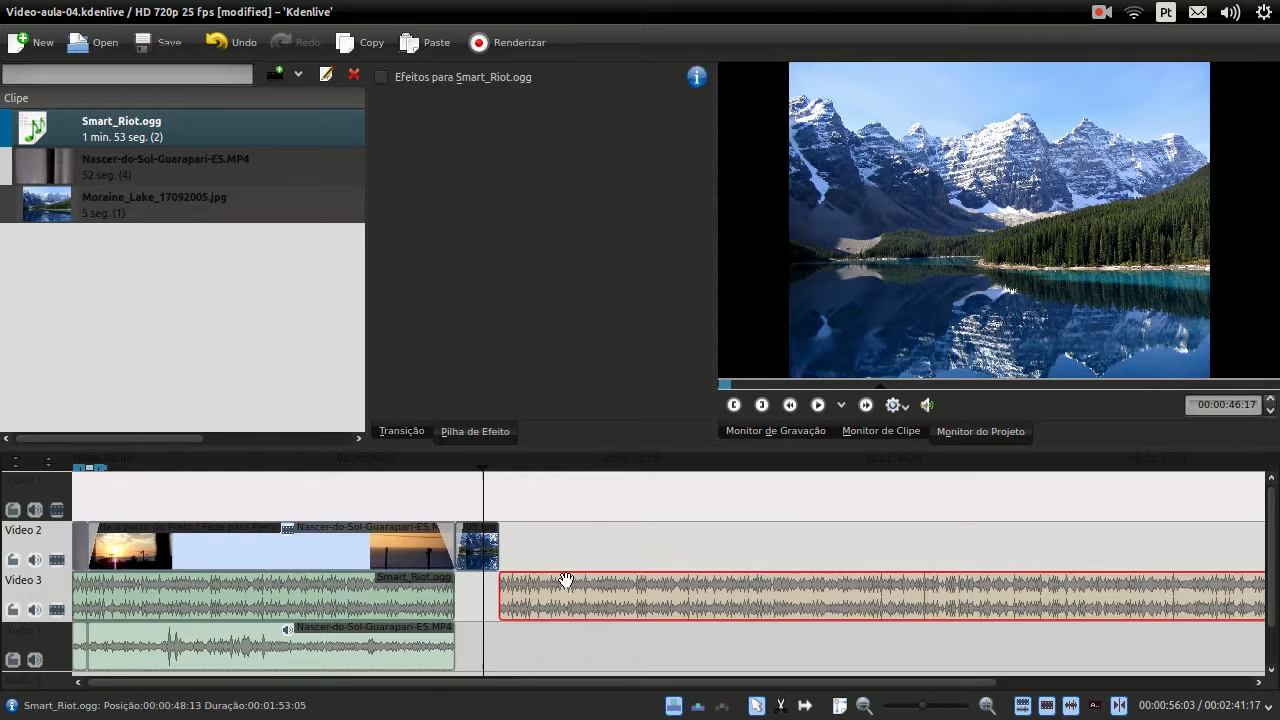 Video-aula-04.kdenlive / HD 720p 25 fps [modified] – 'Kdenlive'
Pt
New Open Save Undo Redo Copy Paste Renderizar
Clipe
Smart_Riot.ogg
1 min. 53 seg. (2)
Nascer-do-Sol-Guarapari-ES.MP4
52 seg. (4)
Moraine_Lake_17092005.jpg
5 seg. (1)
Efeitos para Smart_Riot.ogg
Transição Pilha de Efeito
00:00:46:17
Monitor de Gravação Monitor de Clipe Monitor do Projeto
Video 1
Video 2
Nascer-do-Sol-Guarapari-ES.M
Video 3
Smart_Riot.ogg
Nascer-do-Sol-Guarapari-ES.MP4
Smart_Riot.ogg: Posição:00:00:48:13 Duração:00:01:53:05
00:00:56:03 / 00:02:41:17